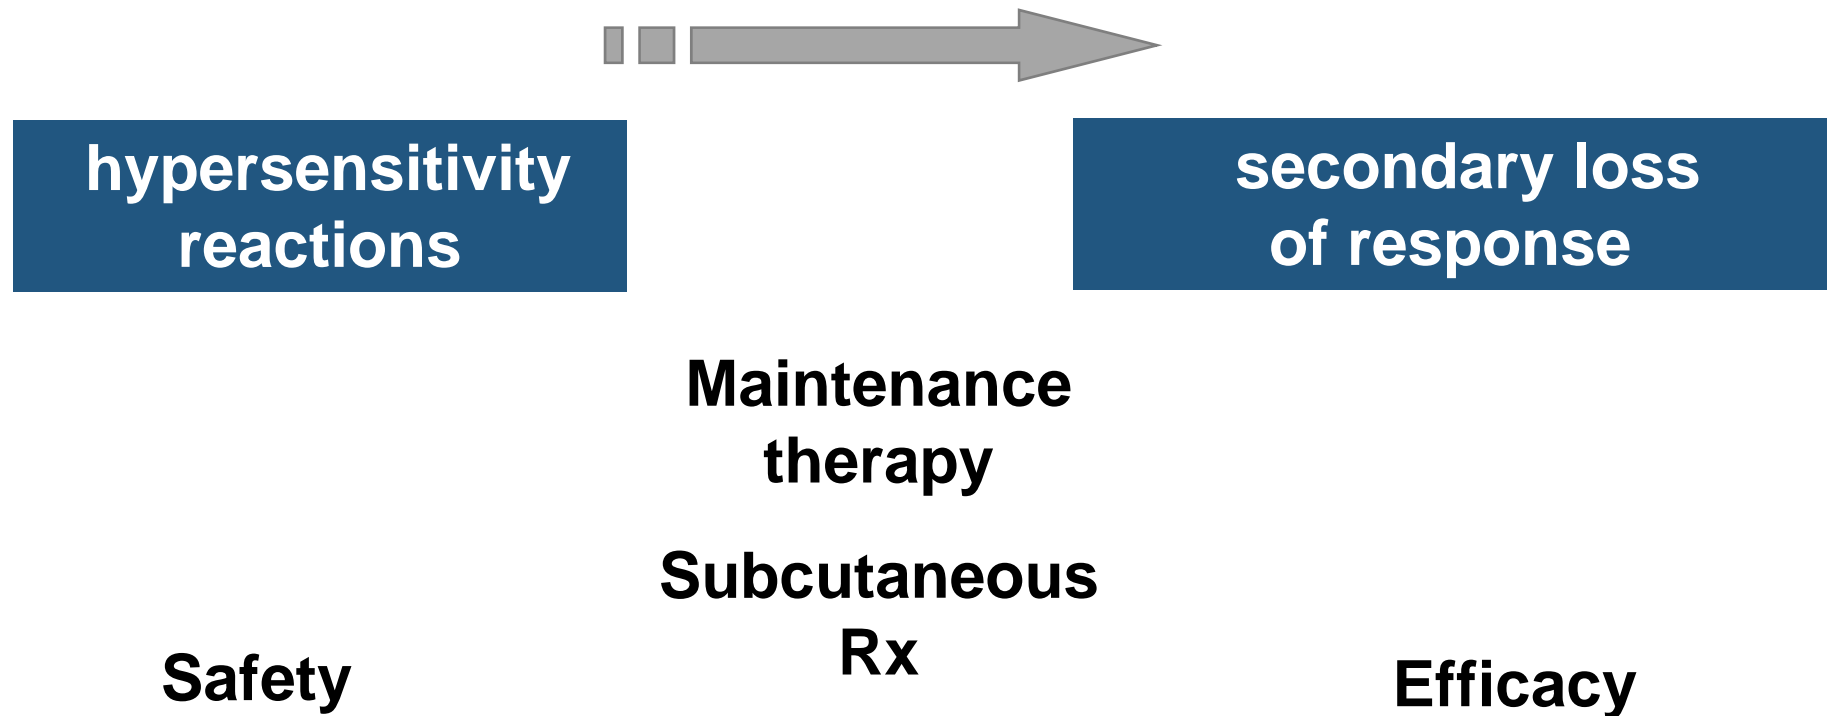 hypersensitivity
reactions
secondary loss
of response
Maintenance
therapy
Subcutaneous
Rx
Safety
Efficacy